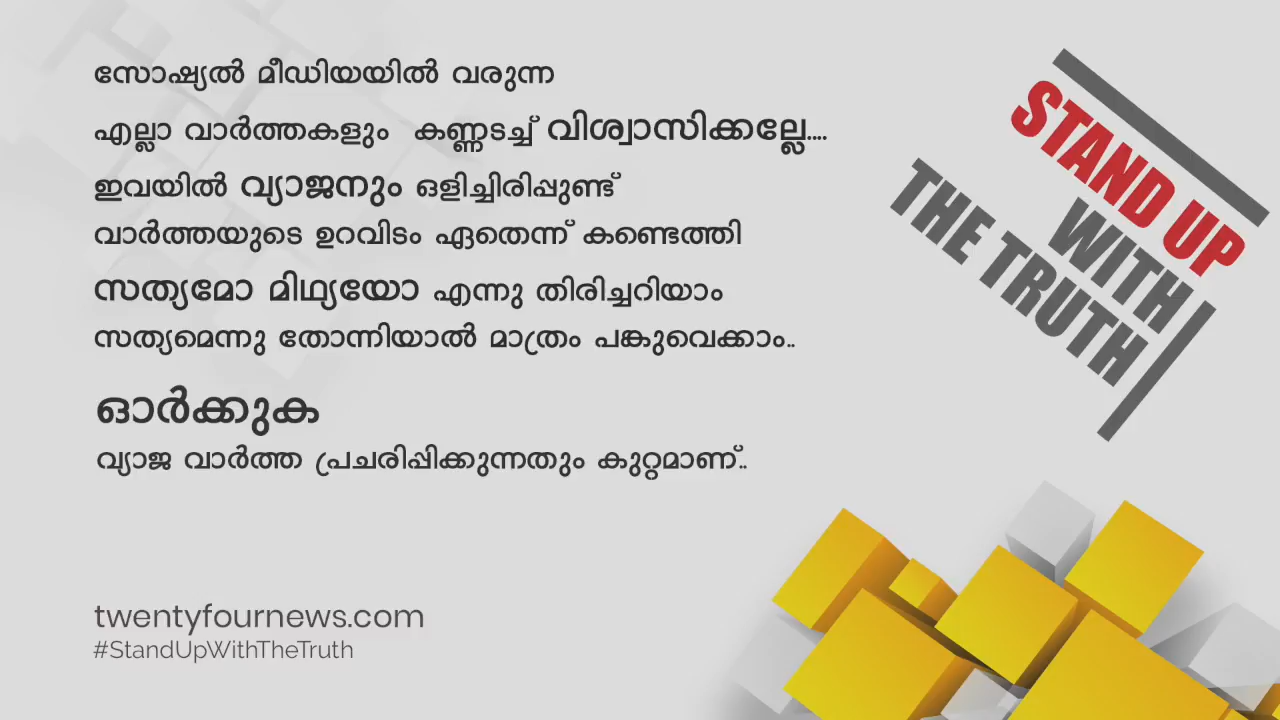 സോഷ്യൽ മീഡിയയിൽ വരുന്ന
എല്ലാ വാർത്തകളും കണ്ണടച്ച് വിശ്വാസിക്കല്ലേ....
ഇവയിൽ വ്യാജനും ഒളിച്ചിരിപ്പുണ്ട്
വാർത്തയുടെ ഉറവിടം ഏതെന്ന് കണ്ടെത്തി
സത്യമോ മിഥ്യയോ എന്നു തിരിച്ചറിയാം
സത്യമെന്നു തോന്നിയാൽ മാത്രം പങ്കുവെക്കാം..
ഓർക്കുക
വ്യാജ വാർത്ത പ്രചരിപ്പിക്കുന്നതും കുറ്റമാണ്..
STAND UP
WITH
THE TRUTH
twentyfournews.com
#StandUpWithTheTruth